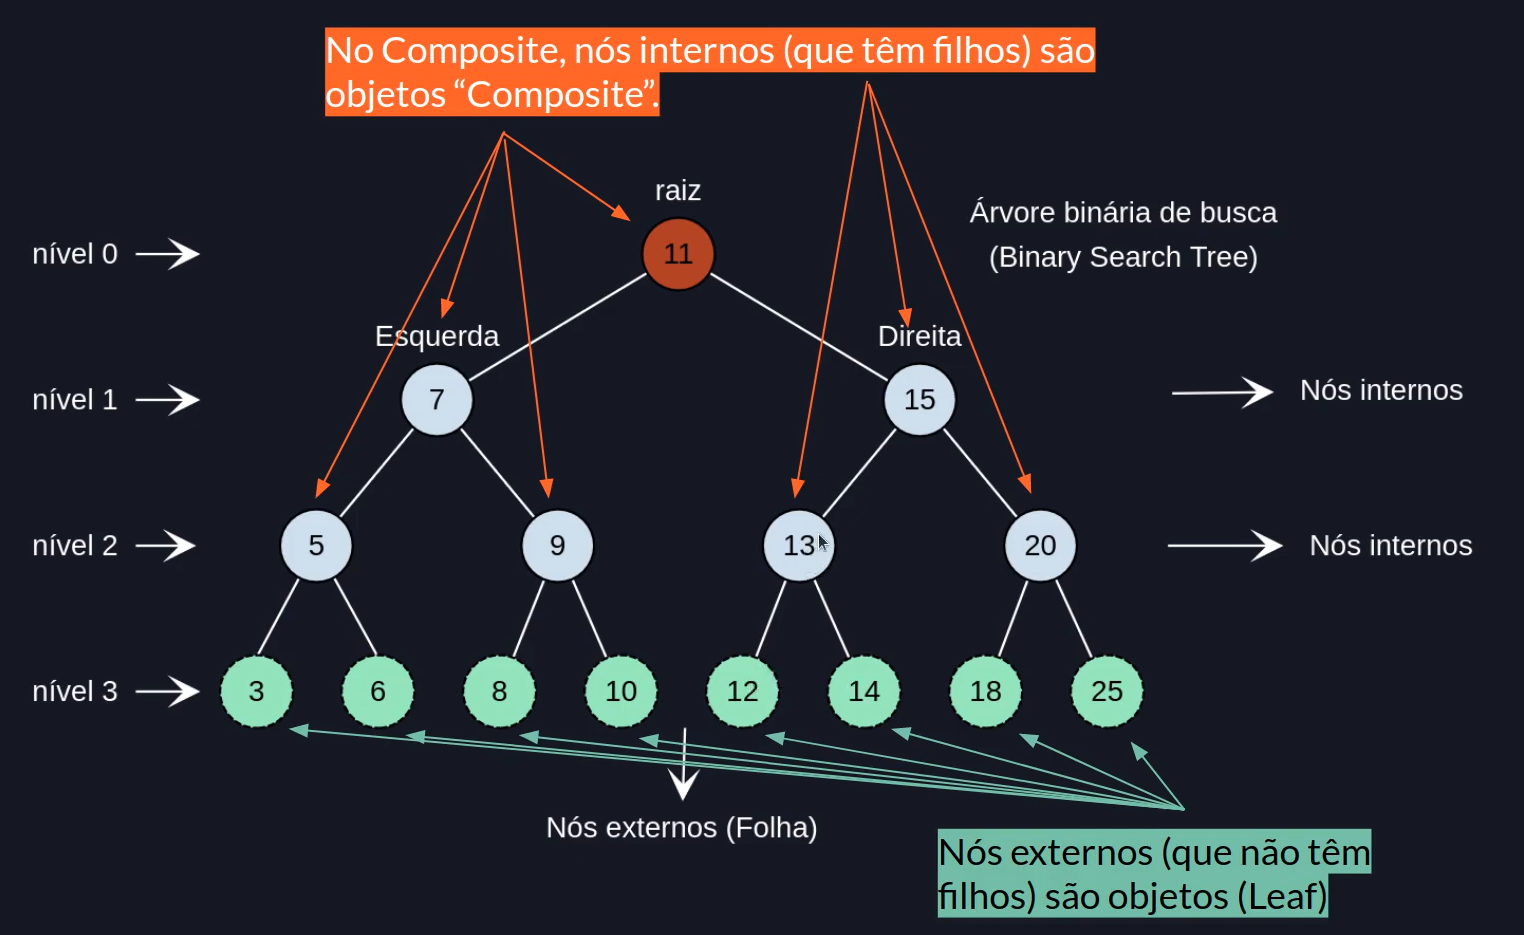 No Composite, nós internos (que têm filhos) são
objetos “Composite”.
raiz
Árvore binária de busca
(Binary Search Tree)
nível 0
11
Esquerda
Direita
nível 1
7
15
Nós internos
nível 2
5
9
13
20
Nós internos
nível 3
3
6
8
10
12
14
18
25
Nós externos (Folha)
Nós externos (que não têm
filhos) são objetos (Leaf)